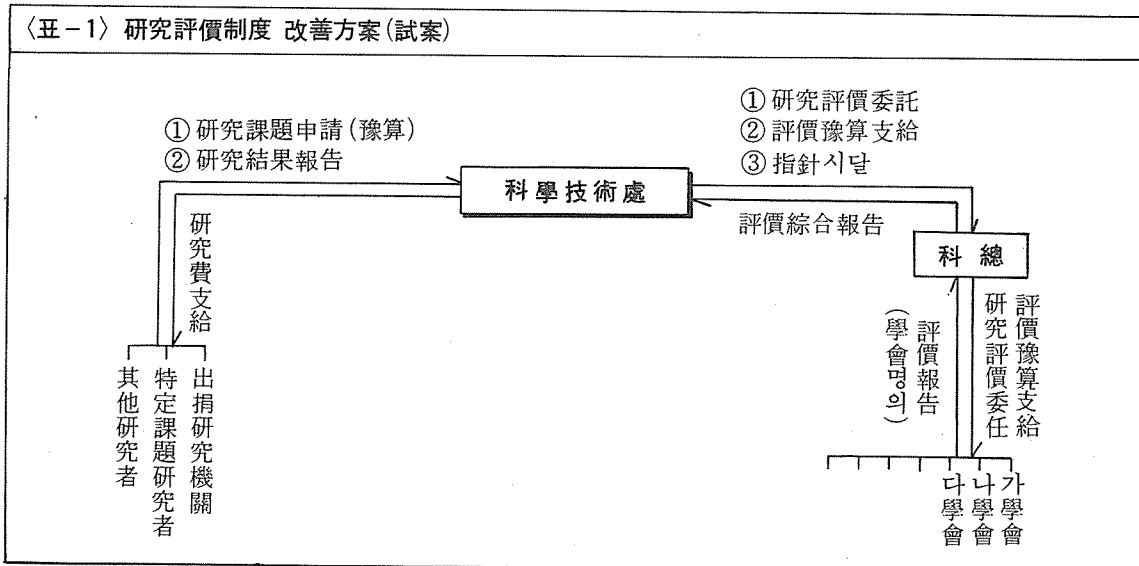 〈표-1〉 研究評價制度 改善方案(試案)
① 研究課題申請(豫算)
② 研究結果報告
① 研究評價委託
② 評價豫算支給
③ 指針시달
科學技術處
評價綜合報告
科總
研究費支給
出捐研究機關
特定課題研究者
其他研究者
評價豫算支給
研究評價委任
評價報告
(學會명의)
가學會
나學會
다學會